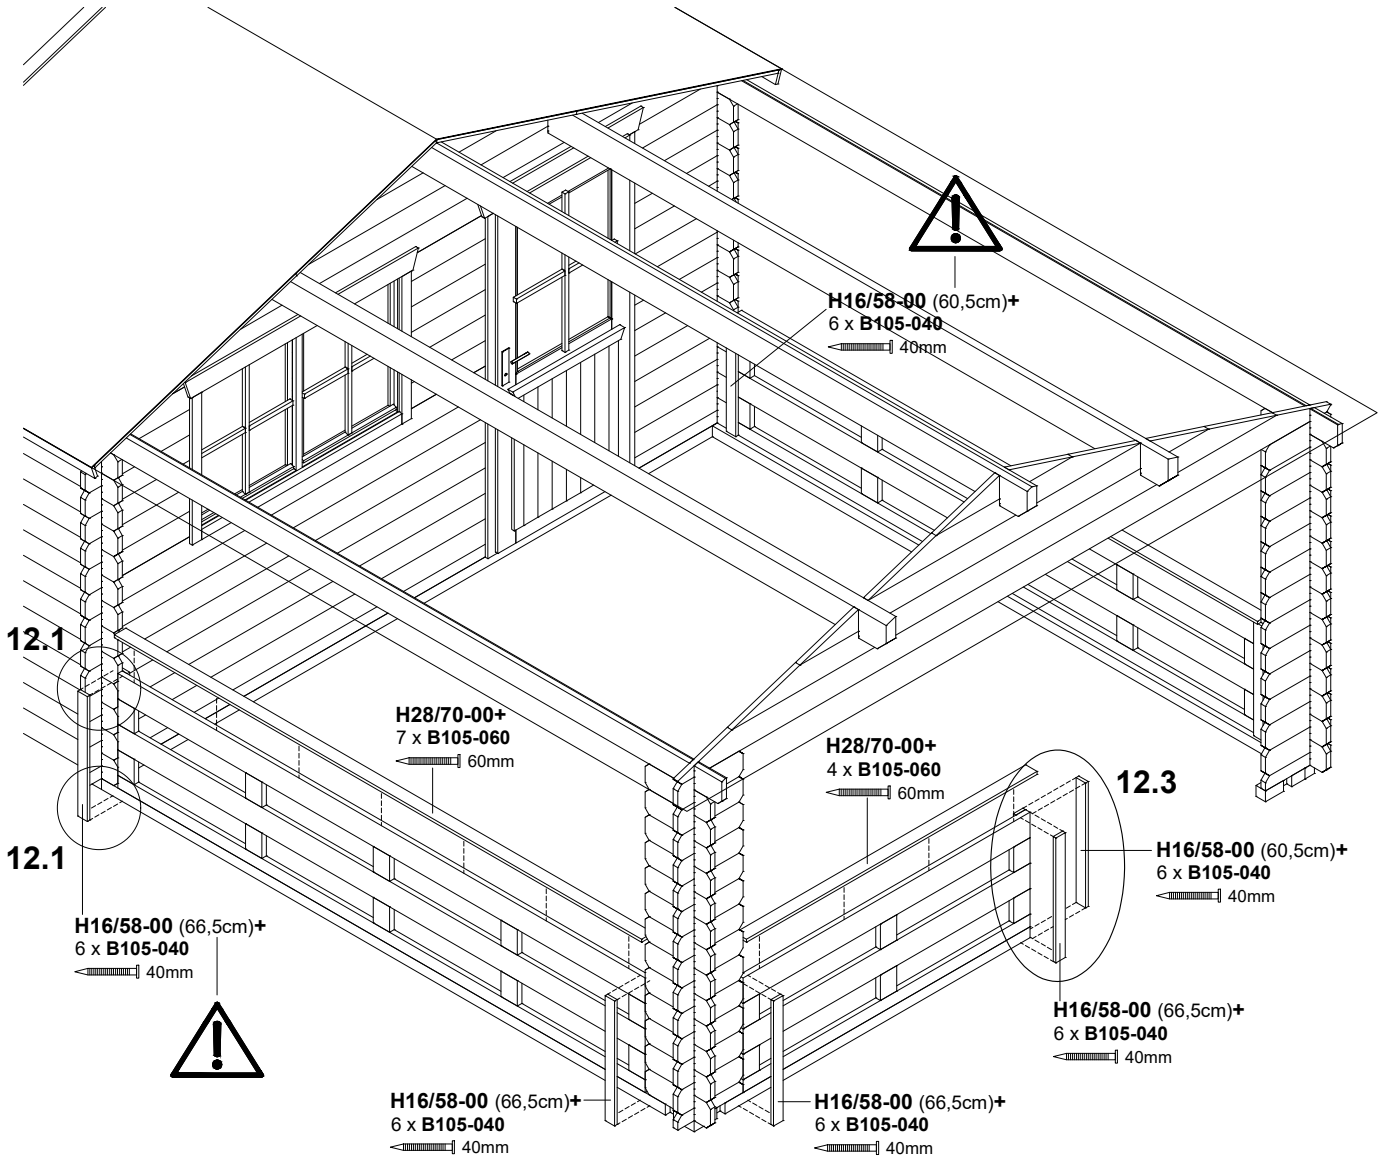 H16/58-00 (60,5cm)+
6 x B105-040
40mm
12.1
H28/70-00+
7 x B105-060
60mm
H28/70-00+
4 x B105-060
60mm
12.3
12.1
H16/58-00 (60,5cm)+
6 x B105-040
40mm
H16/58-00 (66,5cm)+
6 x B105-040
40mm
H16/58-00 (66,5cm)+
6 x B105-040
40mm
H16/58-00 (66,5cm)+
6 x B105-040
40mm
H16/58-00 (66,5cm)+
6 x B105-040
40mm